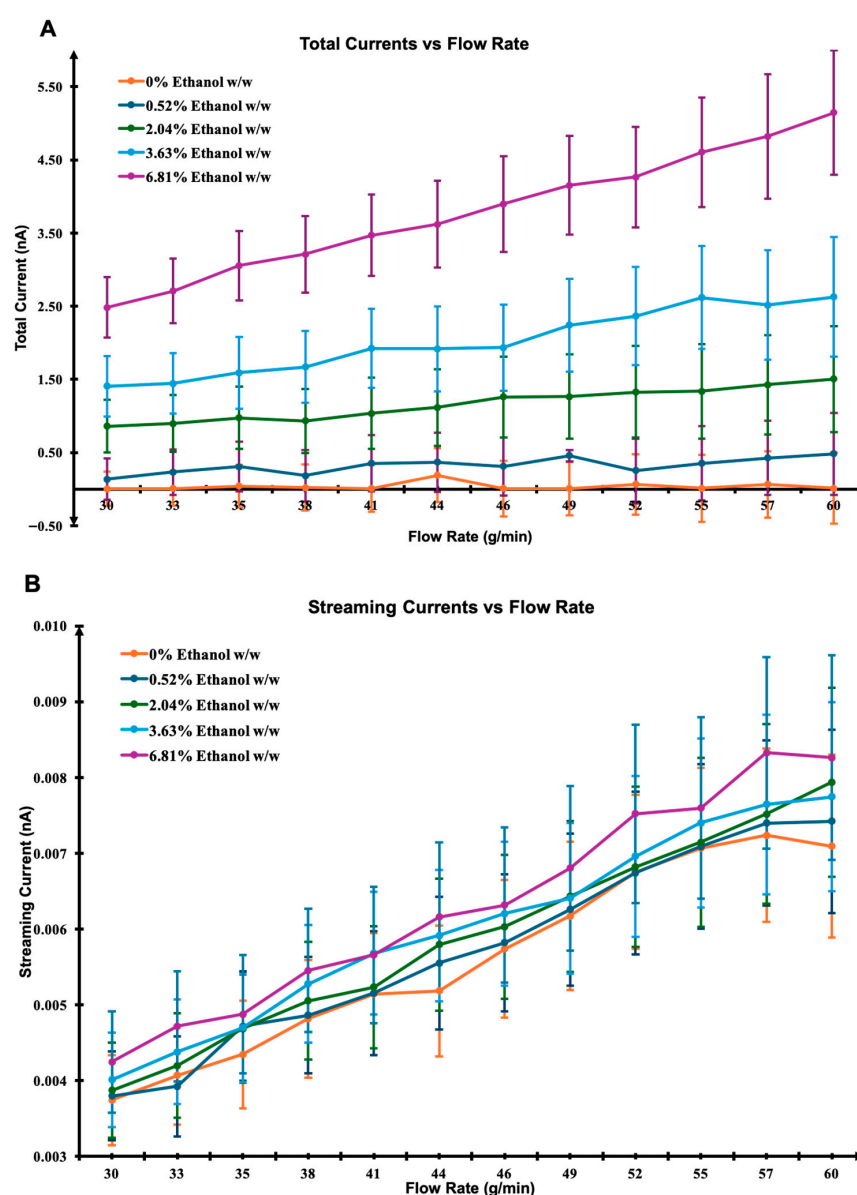 A
Total Currents vs Flow Rate
5.50
4.50
3.50
2.50
1.50
0.50
−0.50
Total Current (nA)
0% Ethanol w/w
0.52% Ethanol w/w
2.04% Ethanol w/w
3.63% Ethanol w/w
6.81% Ethanol w/w
30 33 35 38 41 44 46 49 52 55 57 60
Flow Rate (g/min)
B
Streaming Currents vs Flow Rate
0.010
0.009
0.008
0.007
0.006
0.005
0.004
0.003
Streaming Current (nA)
0% Ethanol w/w
0.52% Ethanol w/w
2.04% Ethanol w/w
3.63% Ethanol w/w
6.81% Ethanol w/w
30 33 35 38 41 44 46 49 52 55 57 60
Flow Rate (g/min)